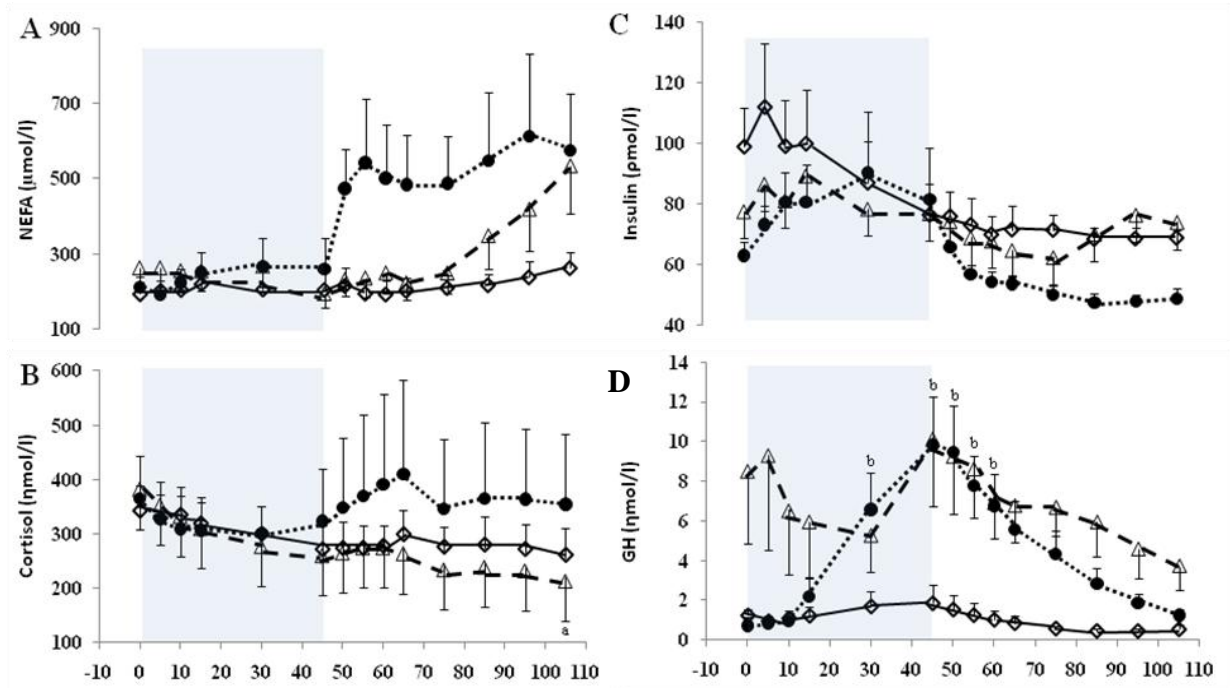 A
900
700
500
300
100
NEFA (µmol/l)
C
140
120
100
80
60
40
Insulin (ρmol/l)
B
600
500
400
300
200
100
Cortisol (ηmol/l)
a
-10 0 10 20 30 40 50 60 70 80 90 100 110
D
14
12
10
8
6
4
2
0
GH (ηmol/l)
b
b
b
b
b
-10 0 10 20 30 40 50 60 70 80 90 100 110